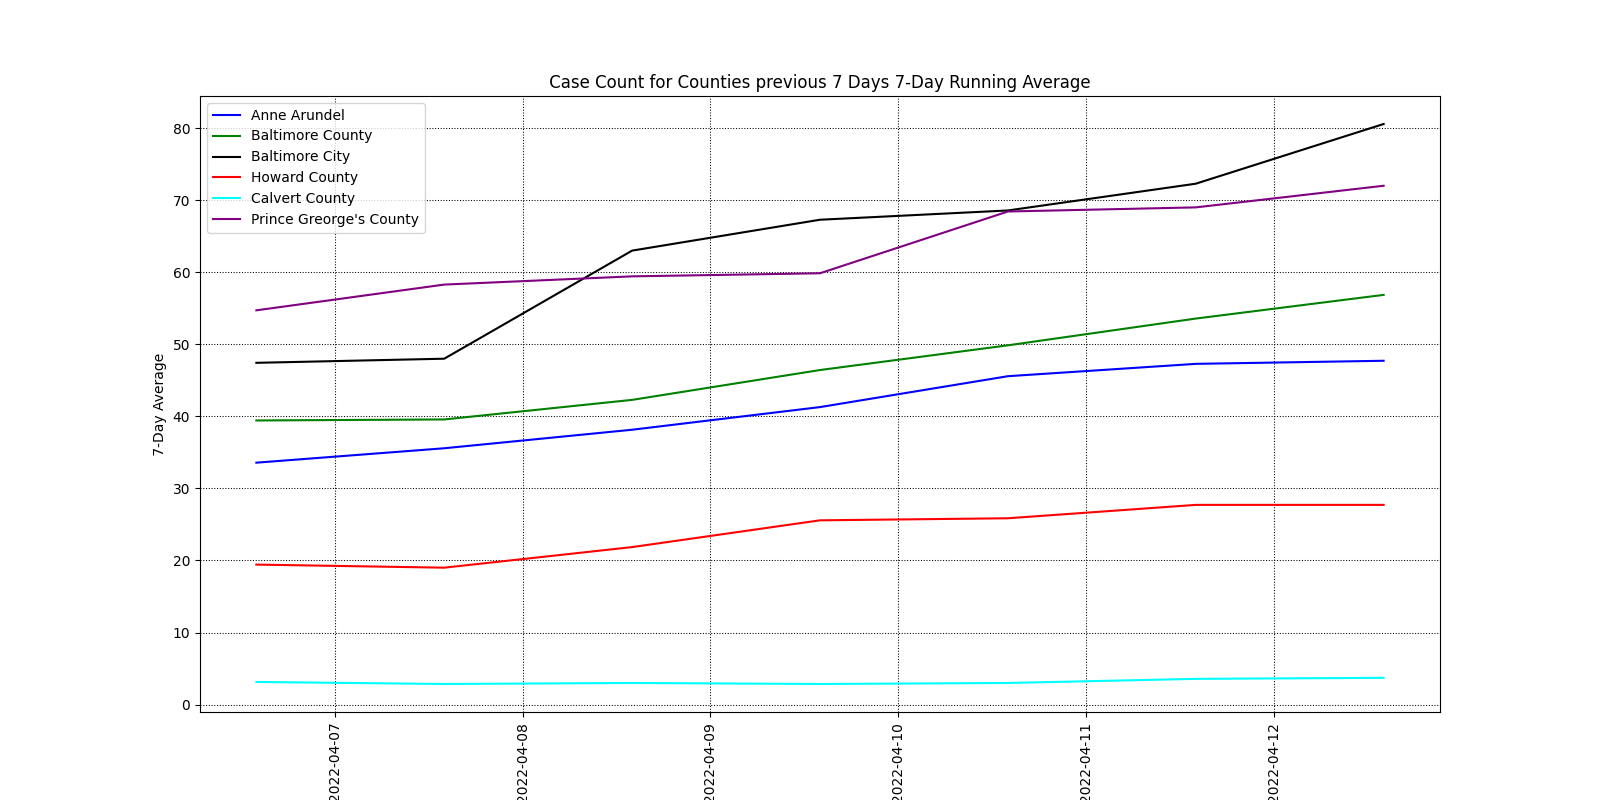 Case Count for Counties previous 7 Days 7-Day Running Average
Anne Arundel
Baltimore County
Baltimore City
Howard County
Calvert County
Prince Greorge's County
7-Day Average
80
70
60
50
40
30
20
10
0
2022-04-07
2022-04-08
2022-04-09
2022-04-10
2022-04-11
2022-04-12